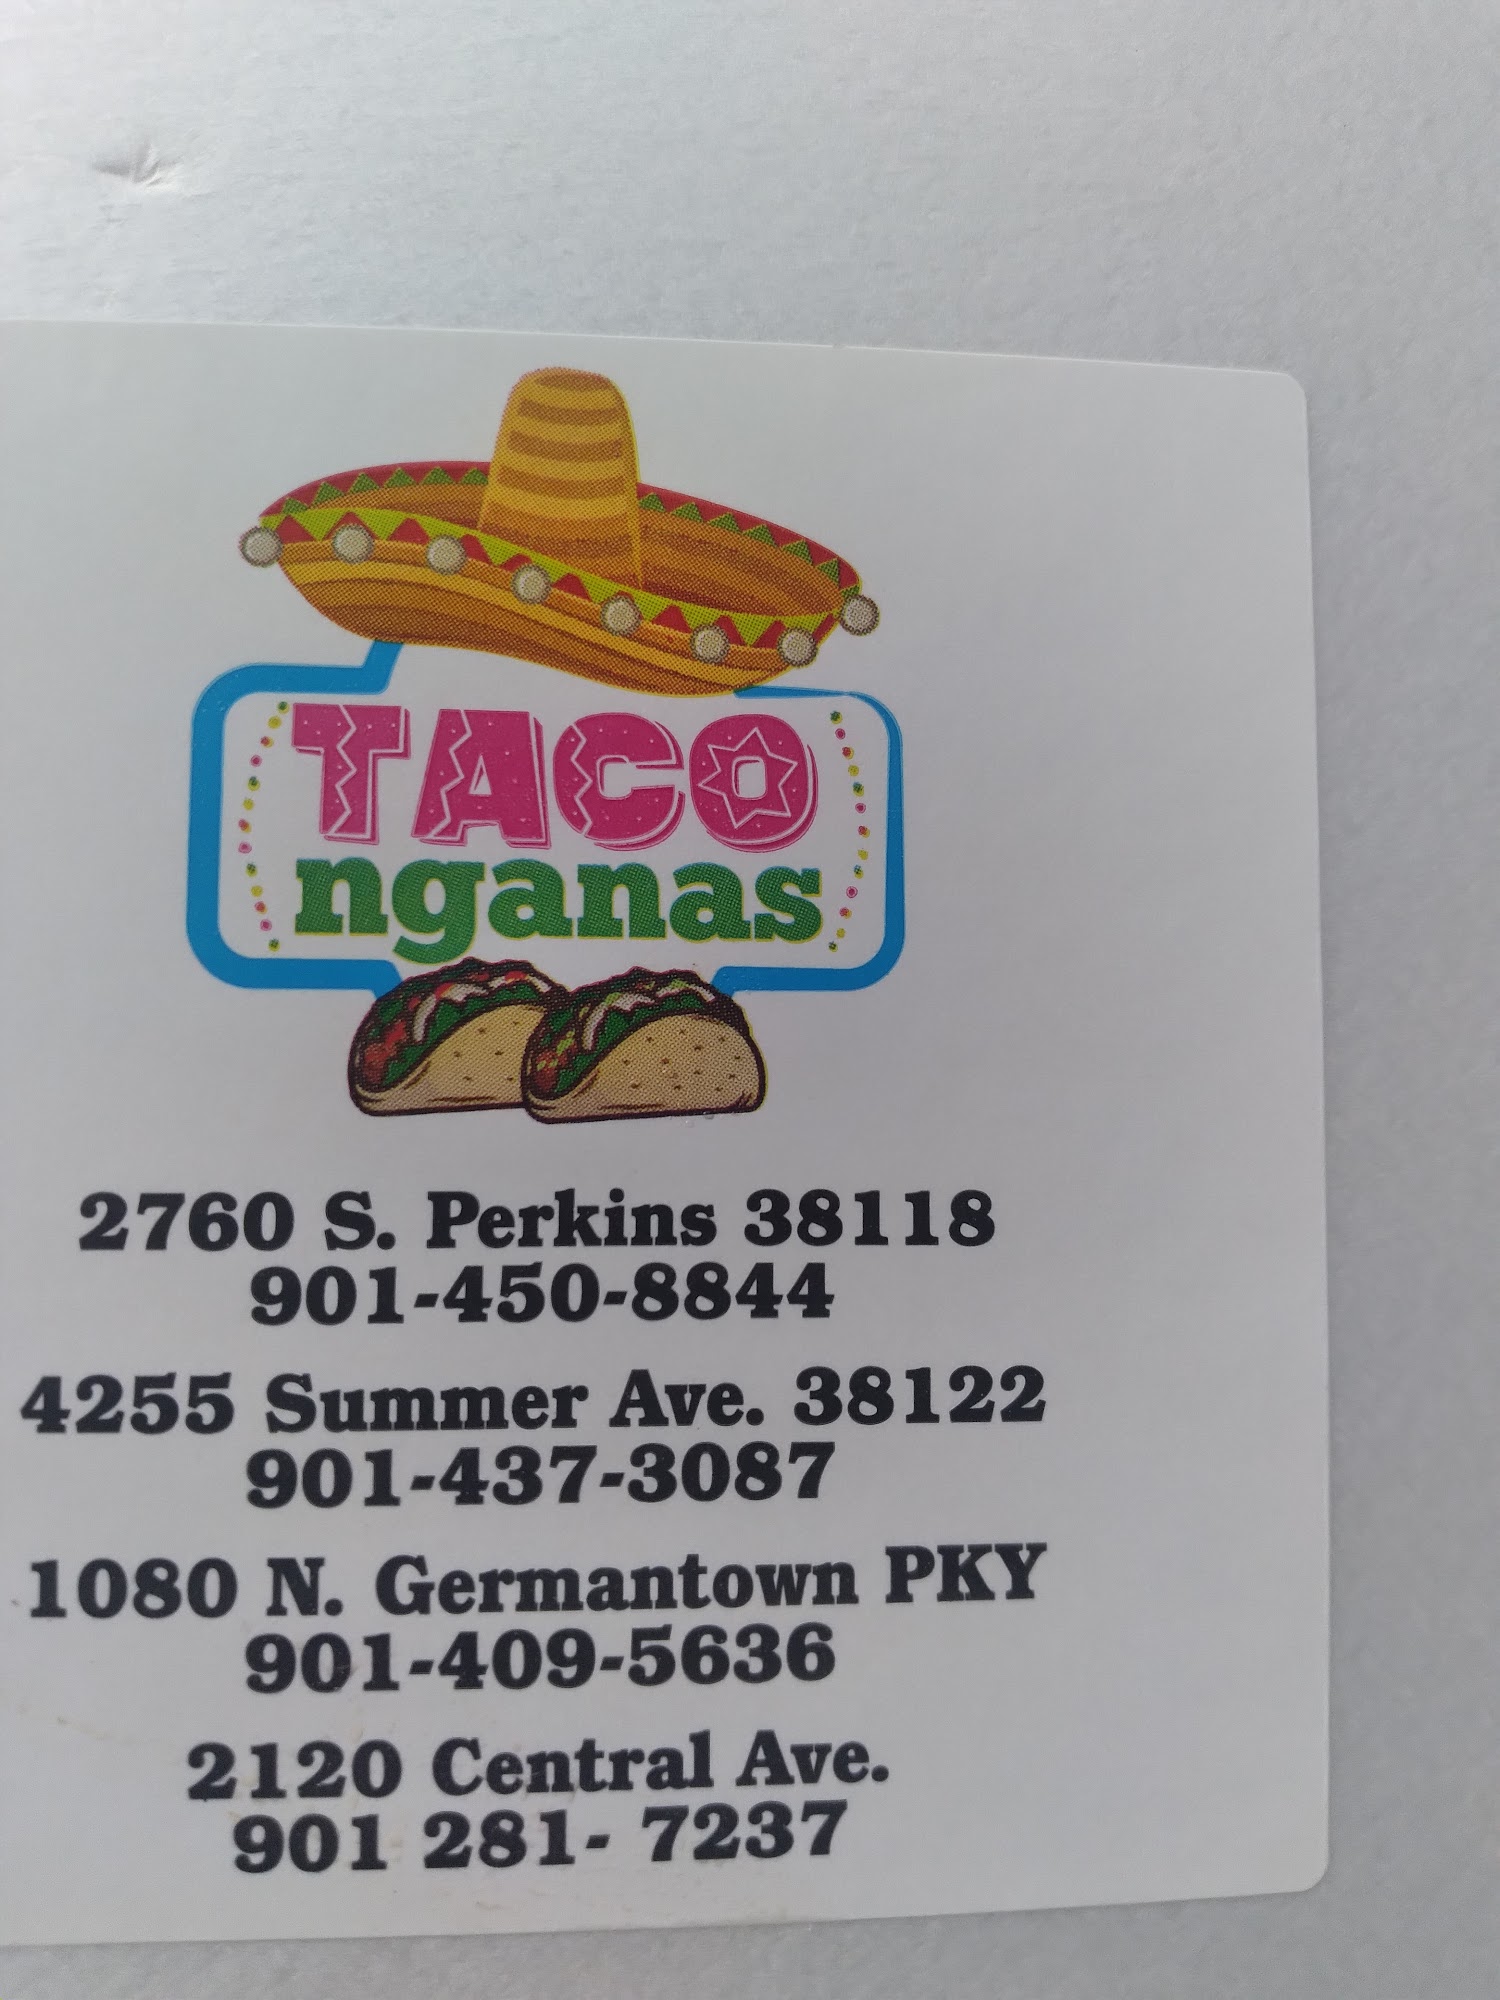 TACO
nganas
2760 S. Perkins 38118
901-450-8844
4255 Summer Ave. 38122
901-437-3087
1080 N. Germantown PKY
901-409-5636
2120 Central Ave.
901 281- 7237